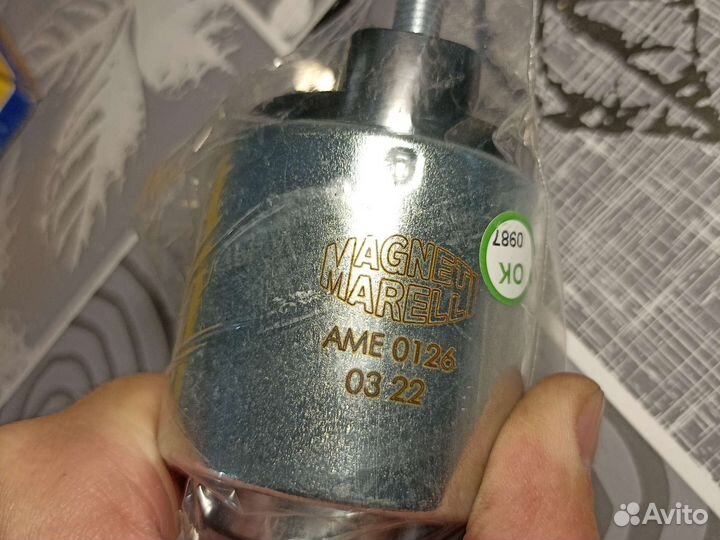 MAGNETI
MARELLI
AME 0126
03 22
OK
0987
Avito